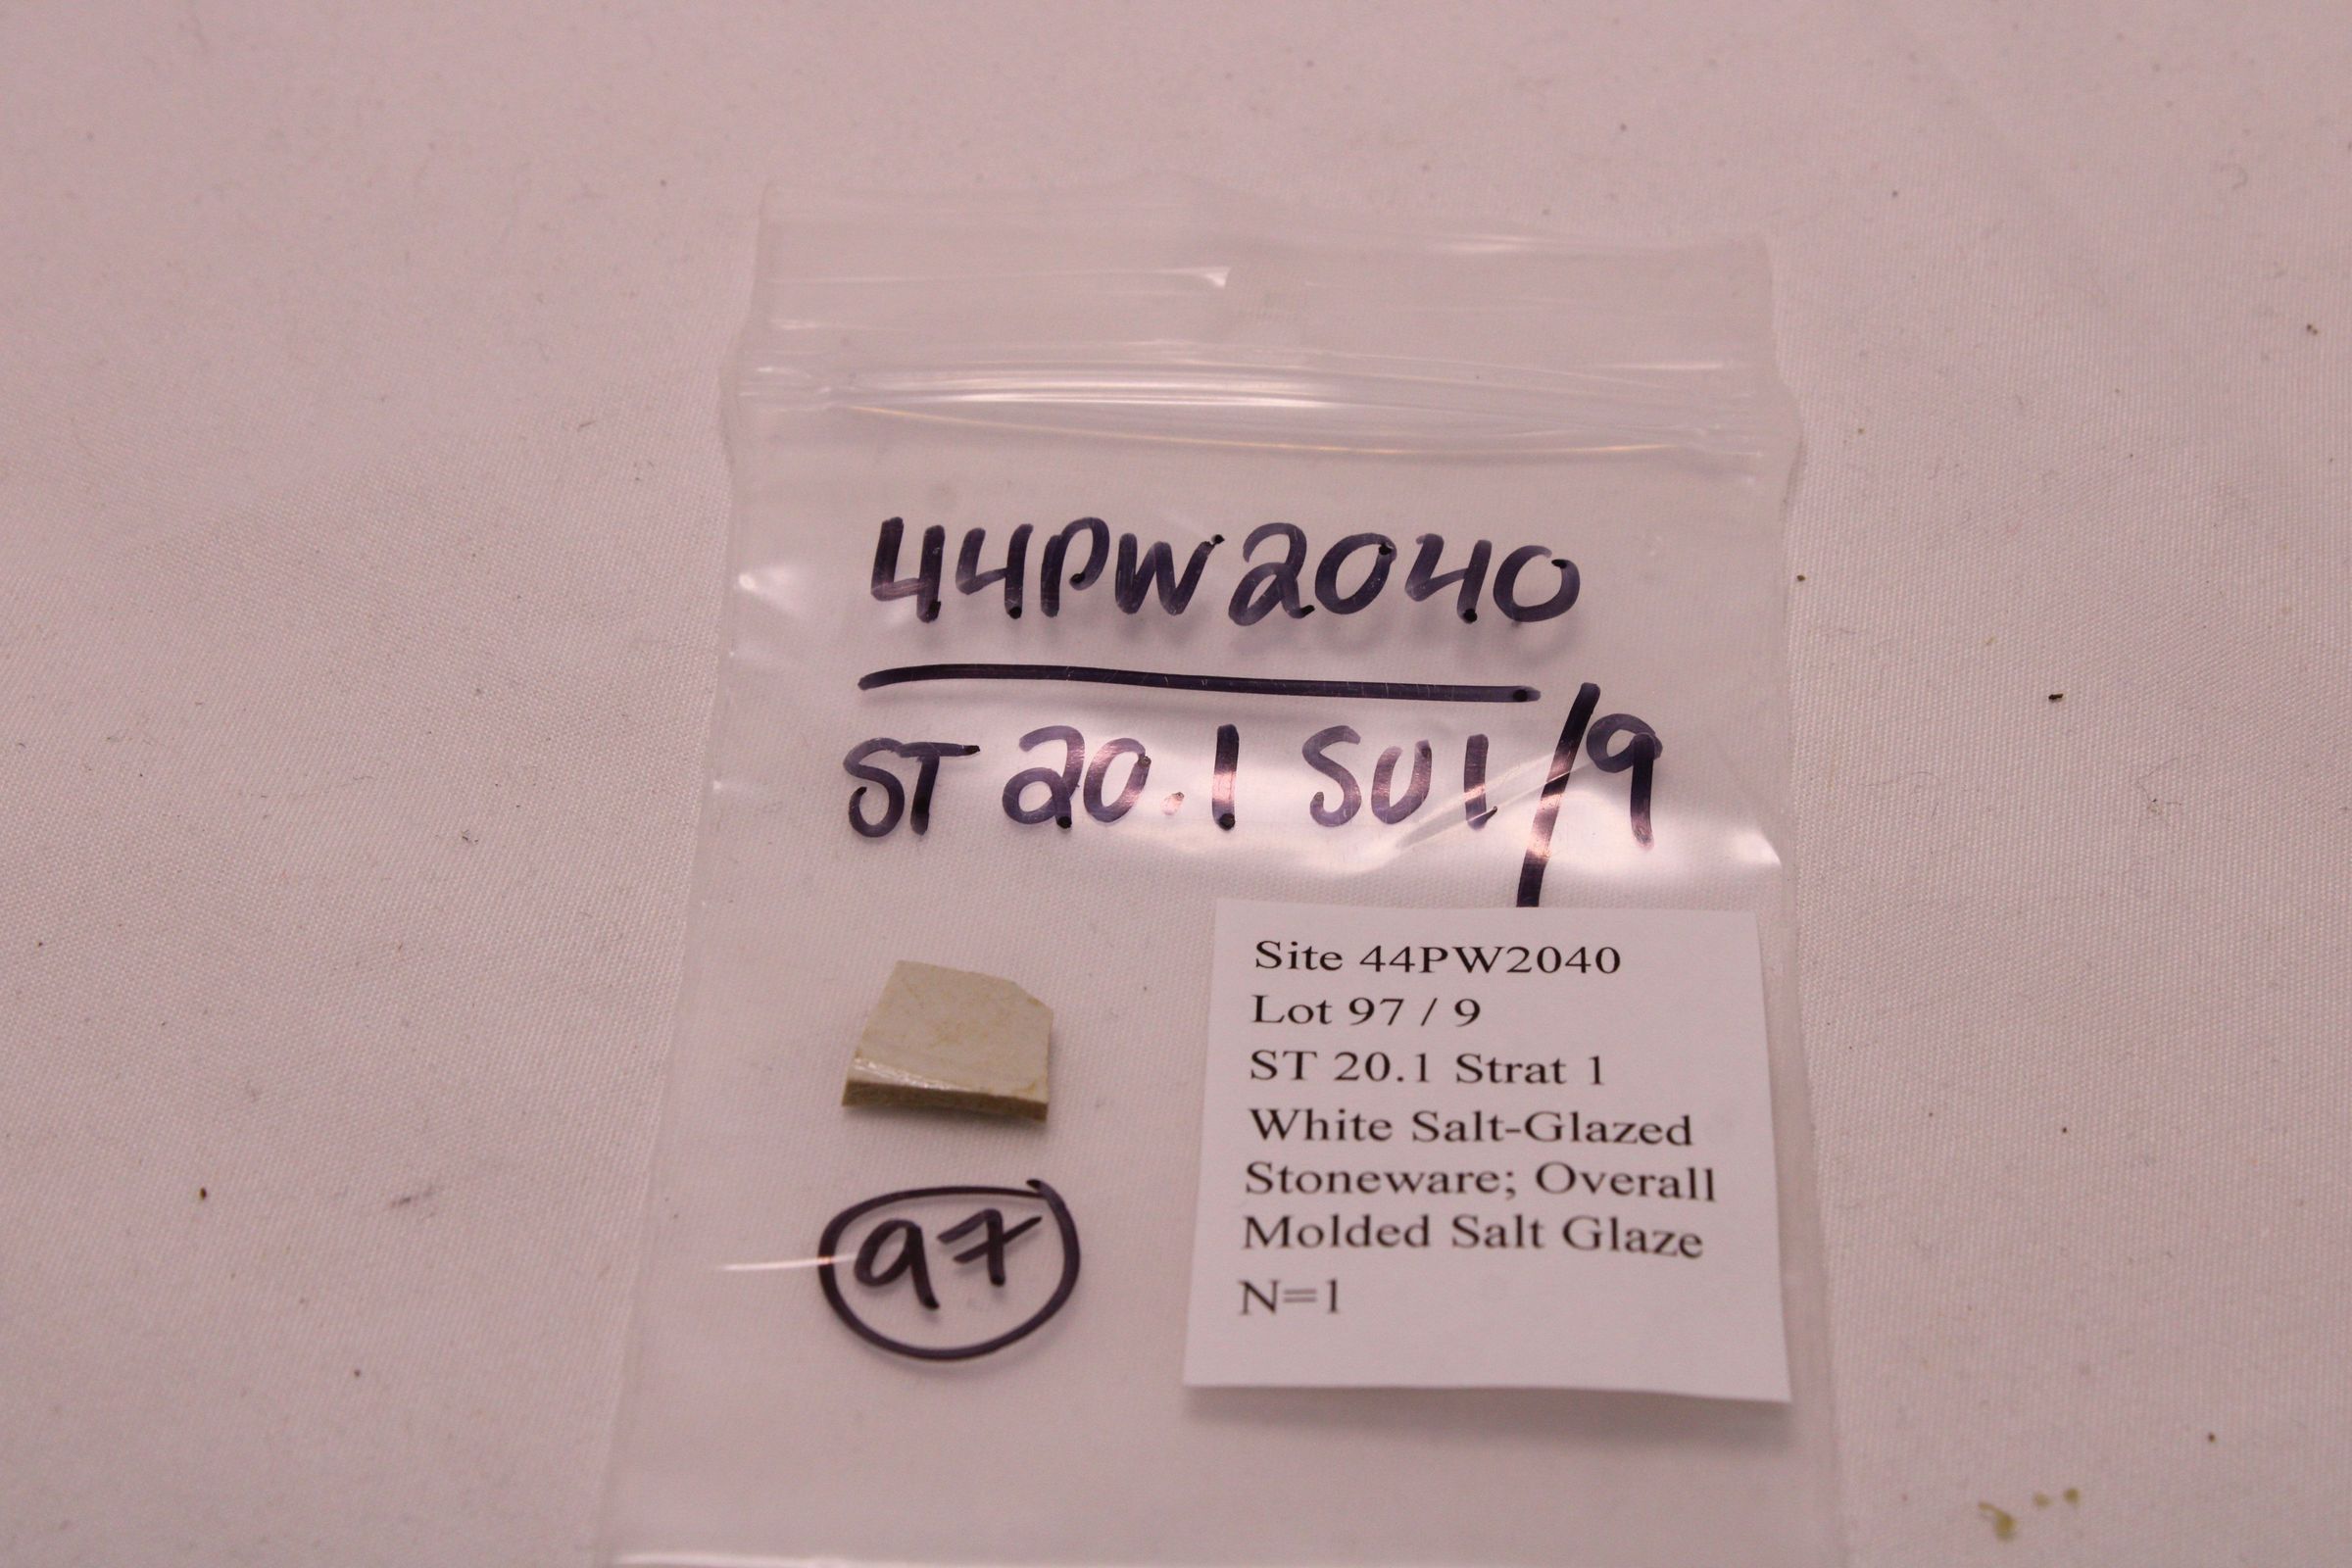 44PW2040
ST 20.1 SU1/9
Site 44PW2040
Lot 97 / 9
ST 20.1 Strat 1
White Salt-Glazed
Stoneware; Overall
Molded Salt Glaze
N=1
97